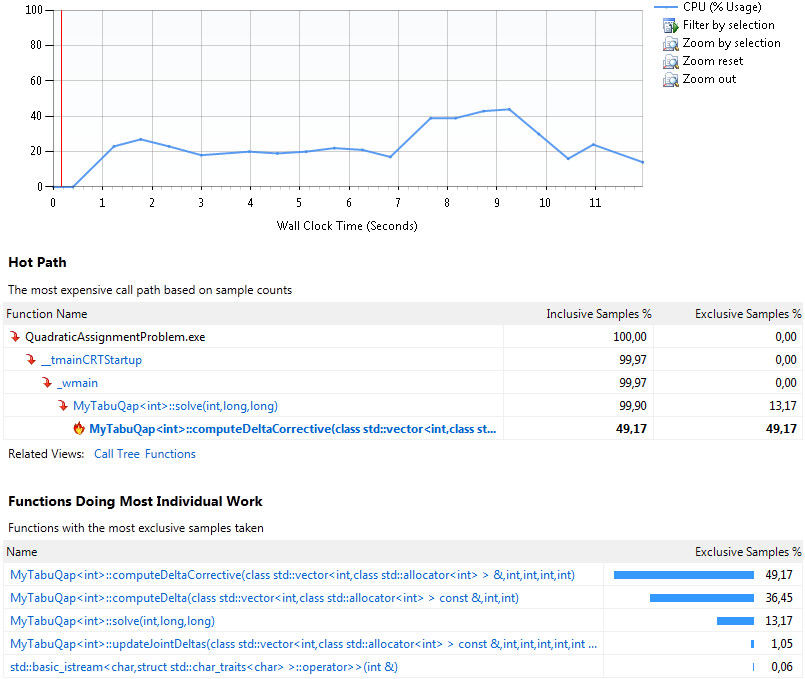 100
80
60
40
20
0
0 1 2 3 4 5 6 7 8 9 10 11
Wall Clock Time (Seconds)
CPU (% Usage)
Filter by selection
Zoom by selection
Zoom reset
Zoom out
Hot Path
The most expensive call path based on sample counts
Function Name Inclusive Samples % Exclusive Samples %
QuadraticAssignmentProblem.exe 100,00 0,00
__tmainCRTStartup 99,97 0,00
_wmain 99,97 0,00
MyTabuQap<int>::solve(int,long,long) 99,90 13,17
MyTabuQap<int>::computeDeltaCorrective(class std::vector<int,class st... 49,17 49,17
Related Views: Call Tree Functions
Functions Doing Most Individual Work
Functions with the most exclusive samples taken
Name Exclusive Samples %
MyTabuQap<int>::computeDeltaCorrective(class std::vector<int,class std::allocator<int> > &,int,int,int,int) 49,17
MyTabuQap<int>::computeDelta(class std::vector<int,class std::allocator<int> > const &,int,int) 36,45
MyTabuQap<int>::solve(int,long,long) 13,17
MyTabuQap<int>::updateJointDeltas(class std::vector<int,class std::allocator<int> > const &,int,int,int,int,int ... 1,05
std::basic_istream<char,struct std::char_traits<char> >::operator>>(int &) 0,06